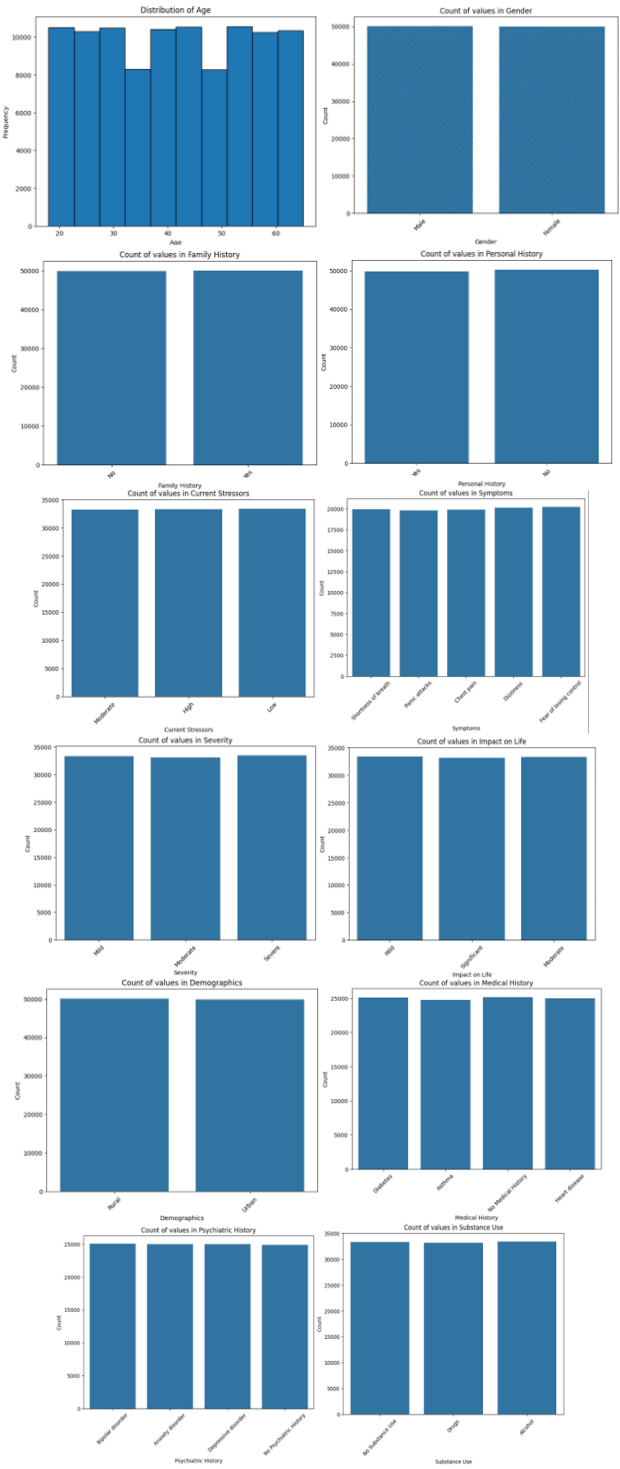 Distribution of Age
10000
8000
6000
4000
2000
0
Frequency
20
30
40
50
60
Age
Count of values in Gender
50000
40000
30000
20000
10000
0
Count
Male
Female
Gender
Count of values in Family History
50000
40000
30000
20000
10000
0
Count
No
Yes
Family History
Count of values in Personal History
50000
40000
30000
20000
10000
0
Count
Yes
No
Personal History
Count of values in Current Stressors
35000
30000
25000
20000
15000
10000
5000
0
Count
Moderate
High
Low
Current Stressors
Count of values in Symptoms
20000
17500
15000
12500
10000
7500
5000
2500
0
Count
Shortness of breath
Panic attacks
Chest pain
Dizziness
Fear of losing control
Symptoms
Count of values in Severity
35000
30000
25000
20000
15000
10000
5000
0
Count
Mild
Moderate
Severe
Severity
Count of values in Impact on Life
35000
30000
25000
20000
15000
10000
5000
0
Count
Mild
Significant
Moderate
Impact on Life
Count of values in Demographics
50000
40000
30000
20000
10000
0
Count
Rural
Urban
Demographics
Count of values in Medical History
25000
20000
15000
10000
5000
0
Count
Diabetes
Asthma
No Medical History
Heart disease
Medical History
Count of values in Psychiatric History
25000
20000
15000
10000
5000
0
Count
Bipolar disorder
Anxiety disorder
Depressive disorder
No Psychiatric History
Psychiatric History
Count of values in Substance Use
35000
30000
25000
20000
15000
10000
5000
0
Count
No Substance Use
Drugs
Alcohol
Substance Use